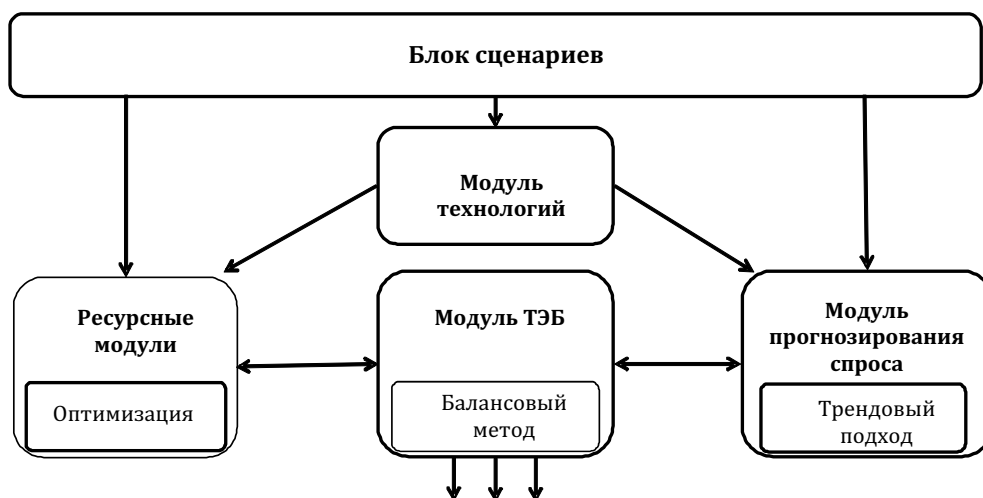 Блок сценариев
Модуль
технологий
Ресурсные
модули
Оптимизация
Модуль ТЭБ
Балансовый
метод
Модуль
прогнозирования
спроса
Трендовый
подход